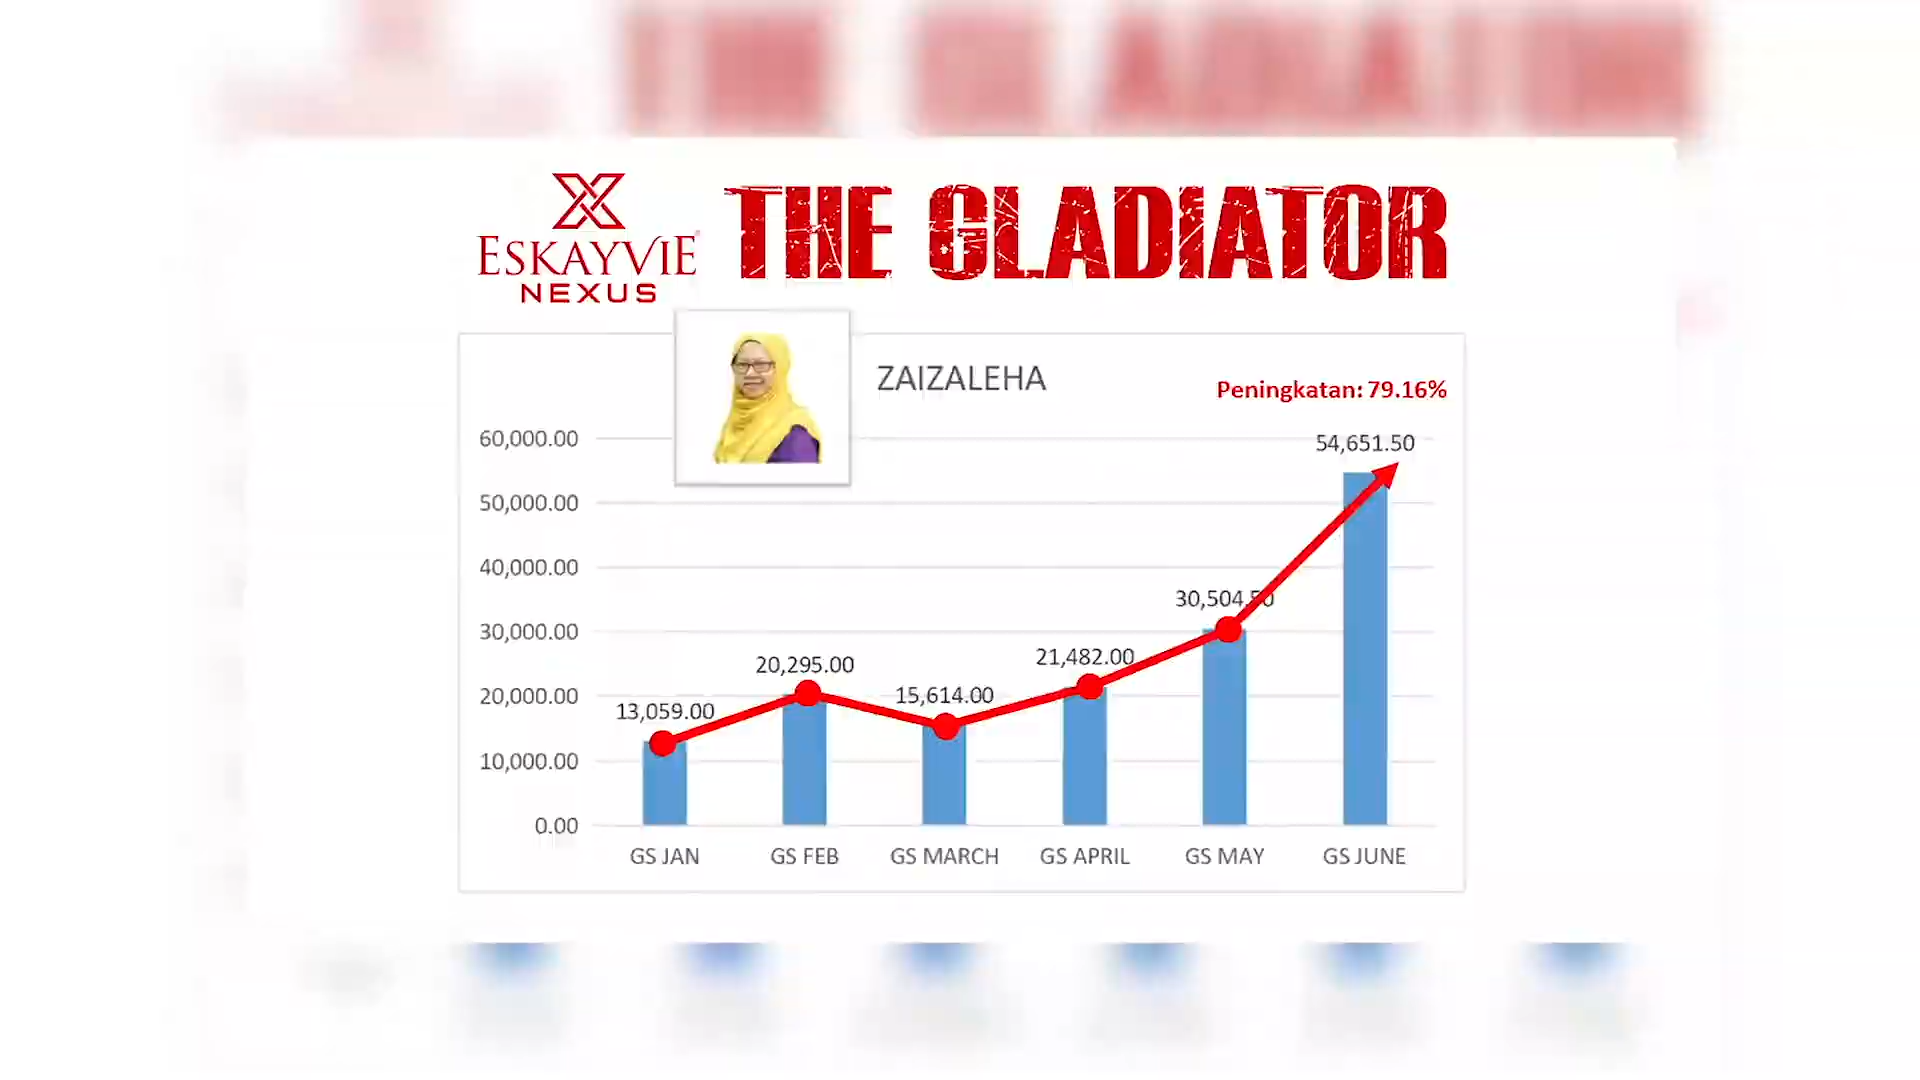 THE GLADIATOR
ESKAYVIE
NEXUS
ZAIZALEHA
Peningkatan: 79.16%
60,000.00
50,000.00
40,000.00
30,000.00
20,000.00
10,000.00
0.00
13,059.00
20,295.00
15,614.00
21,482.00
30,504.50
54,651.50
GS JAN
GS FEB
GS MARCH
GS APRIL
GS MAY
GS JUNE